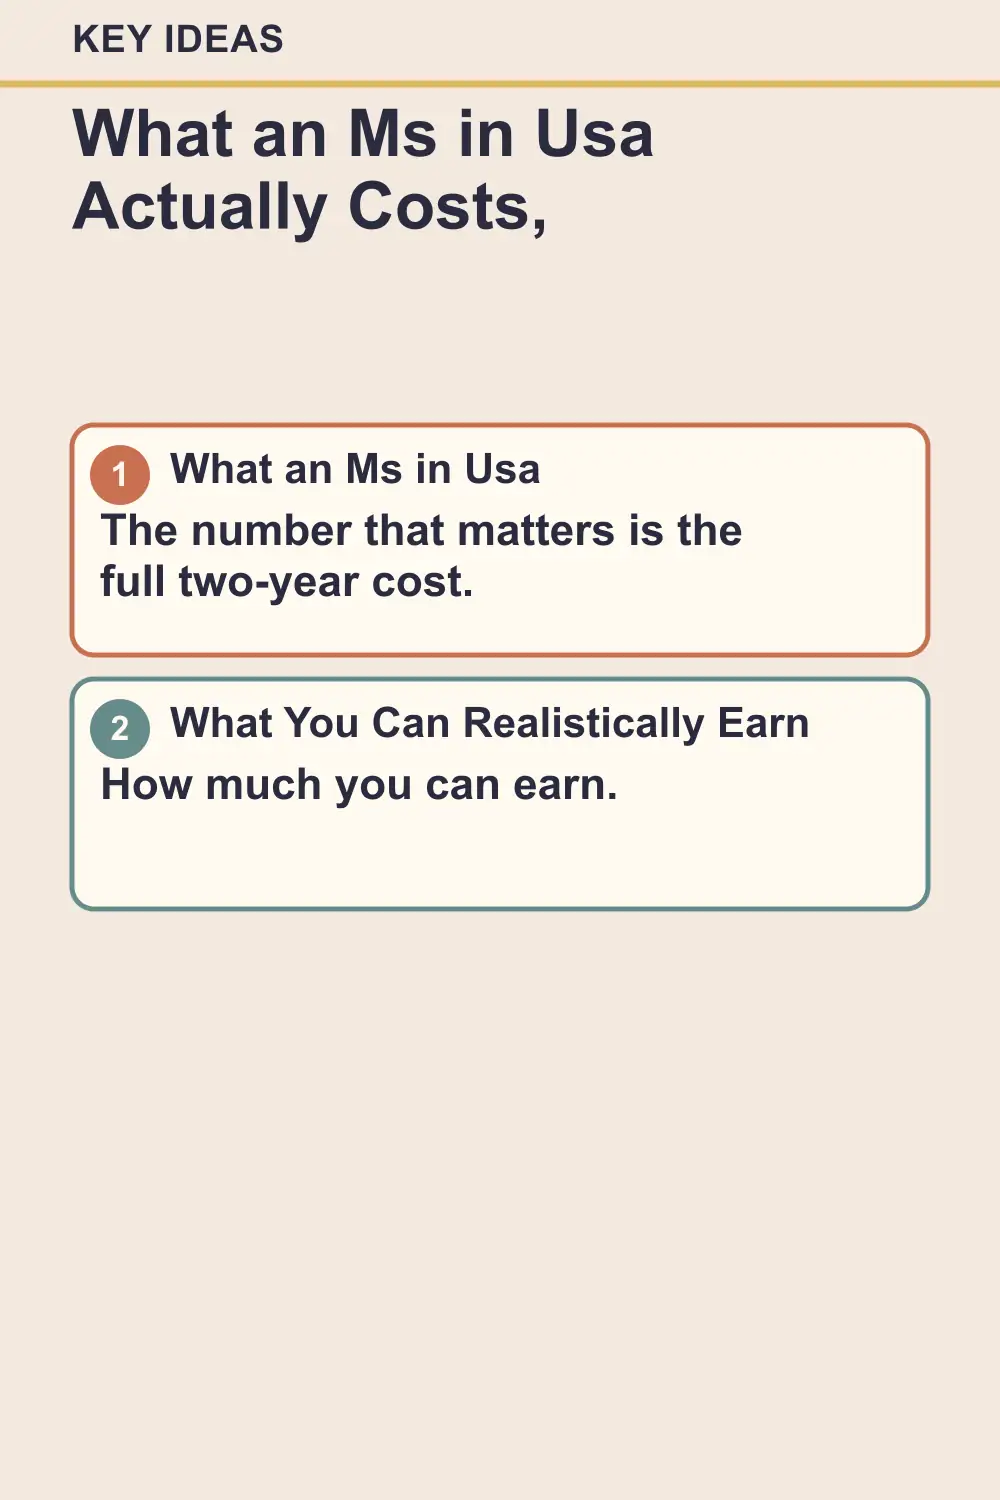 KEY IDEAS
What an Ms in Usa
Actually Costs,
1 What an Ms in Usa
The number that matters is the
full two-year cost.
2 What You Can Realistically Earn
How much you can earn.